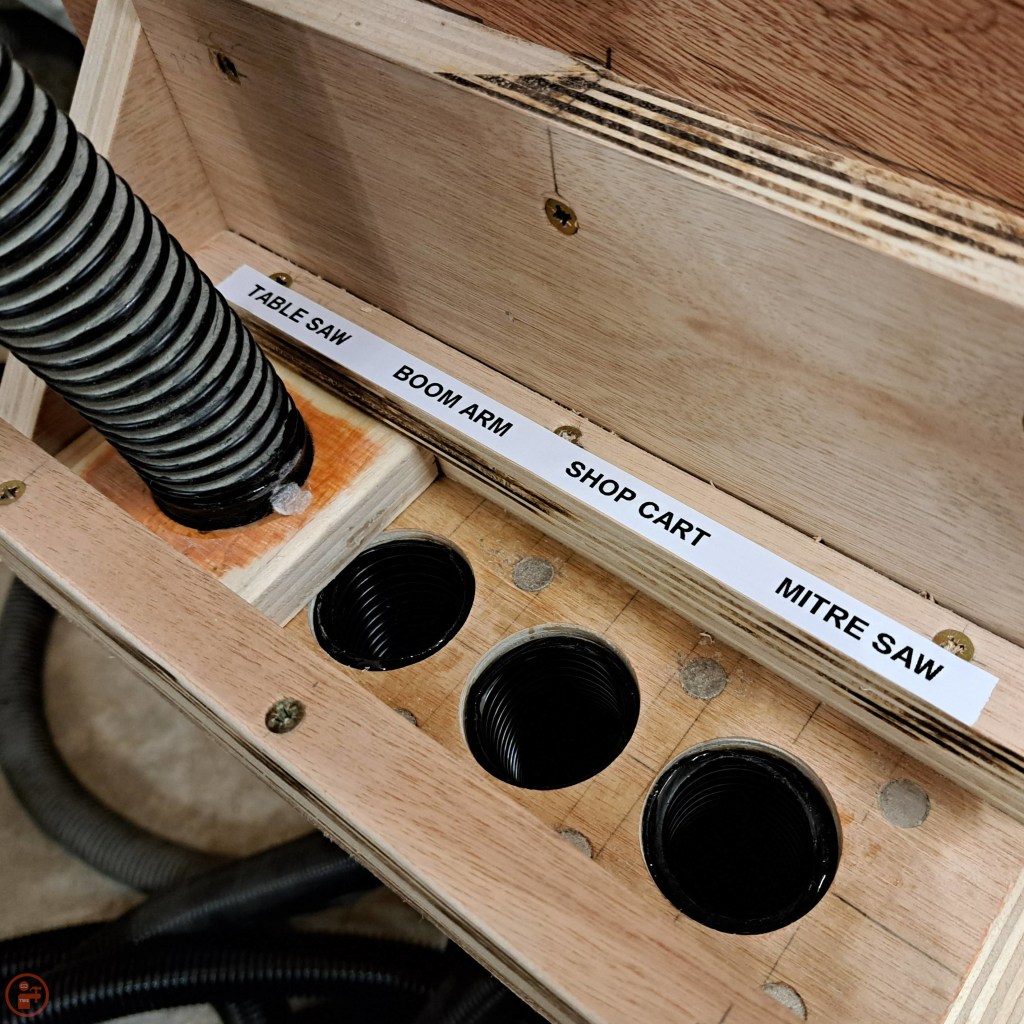 TABLE SAW
BOOM ARM
SHOP CART
MITRE SAW